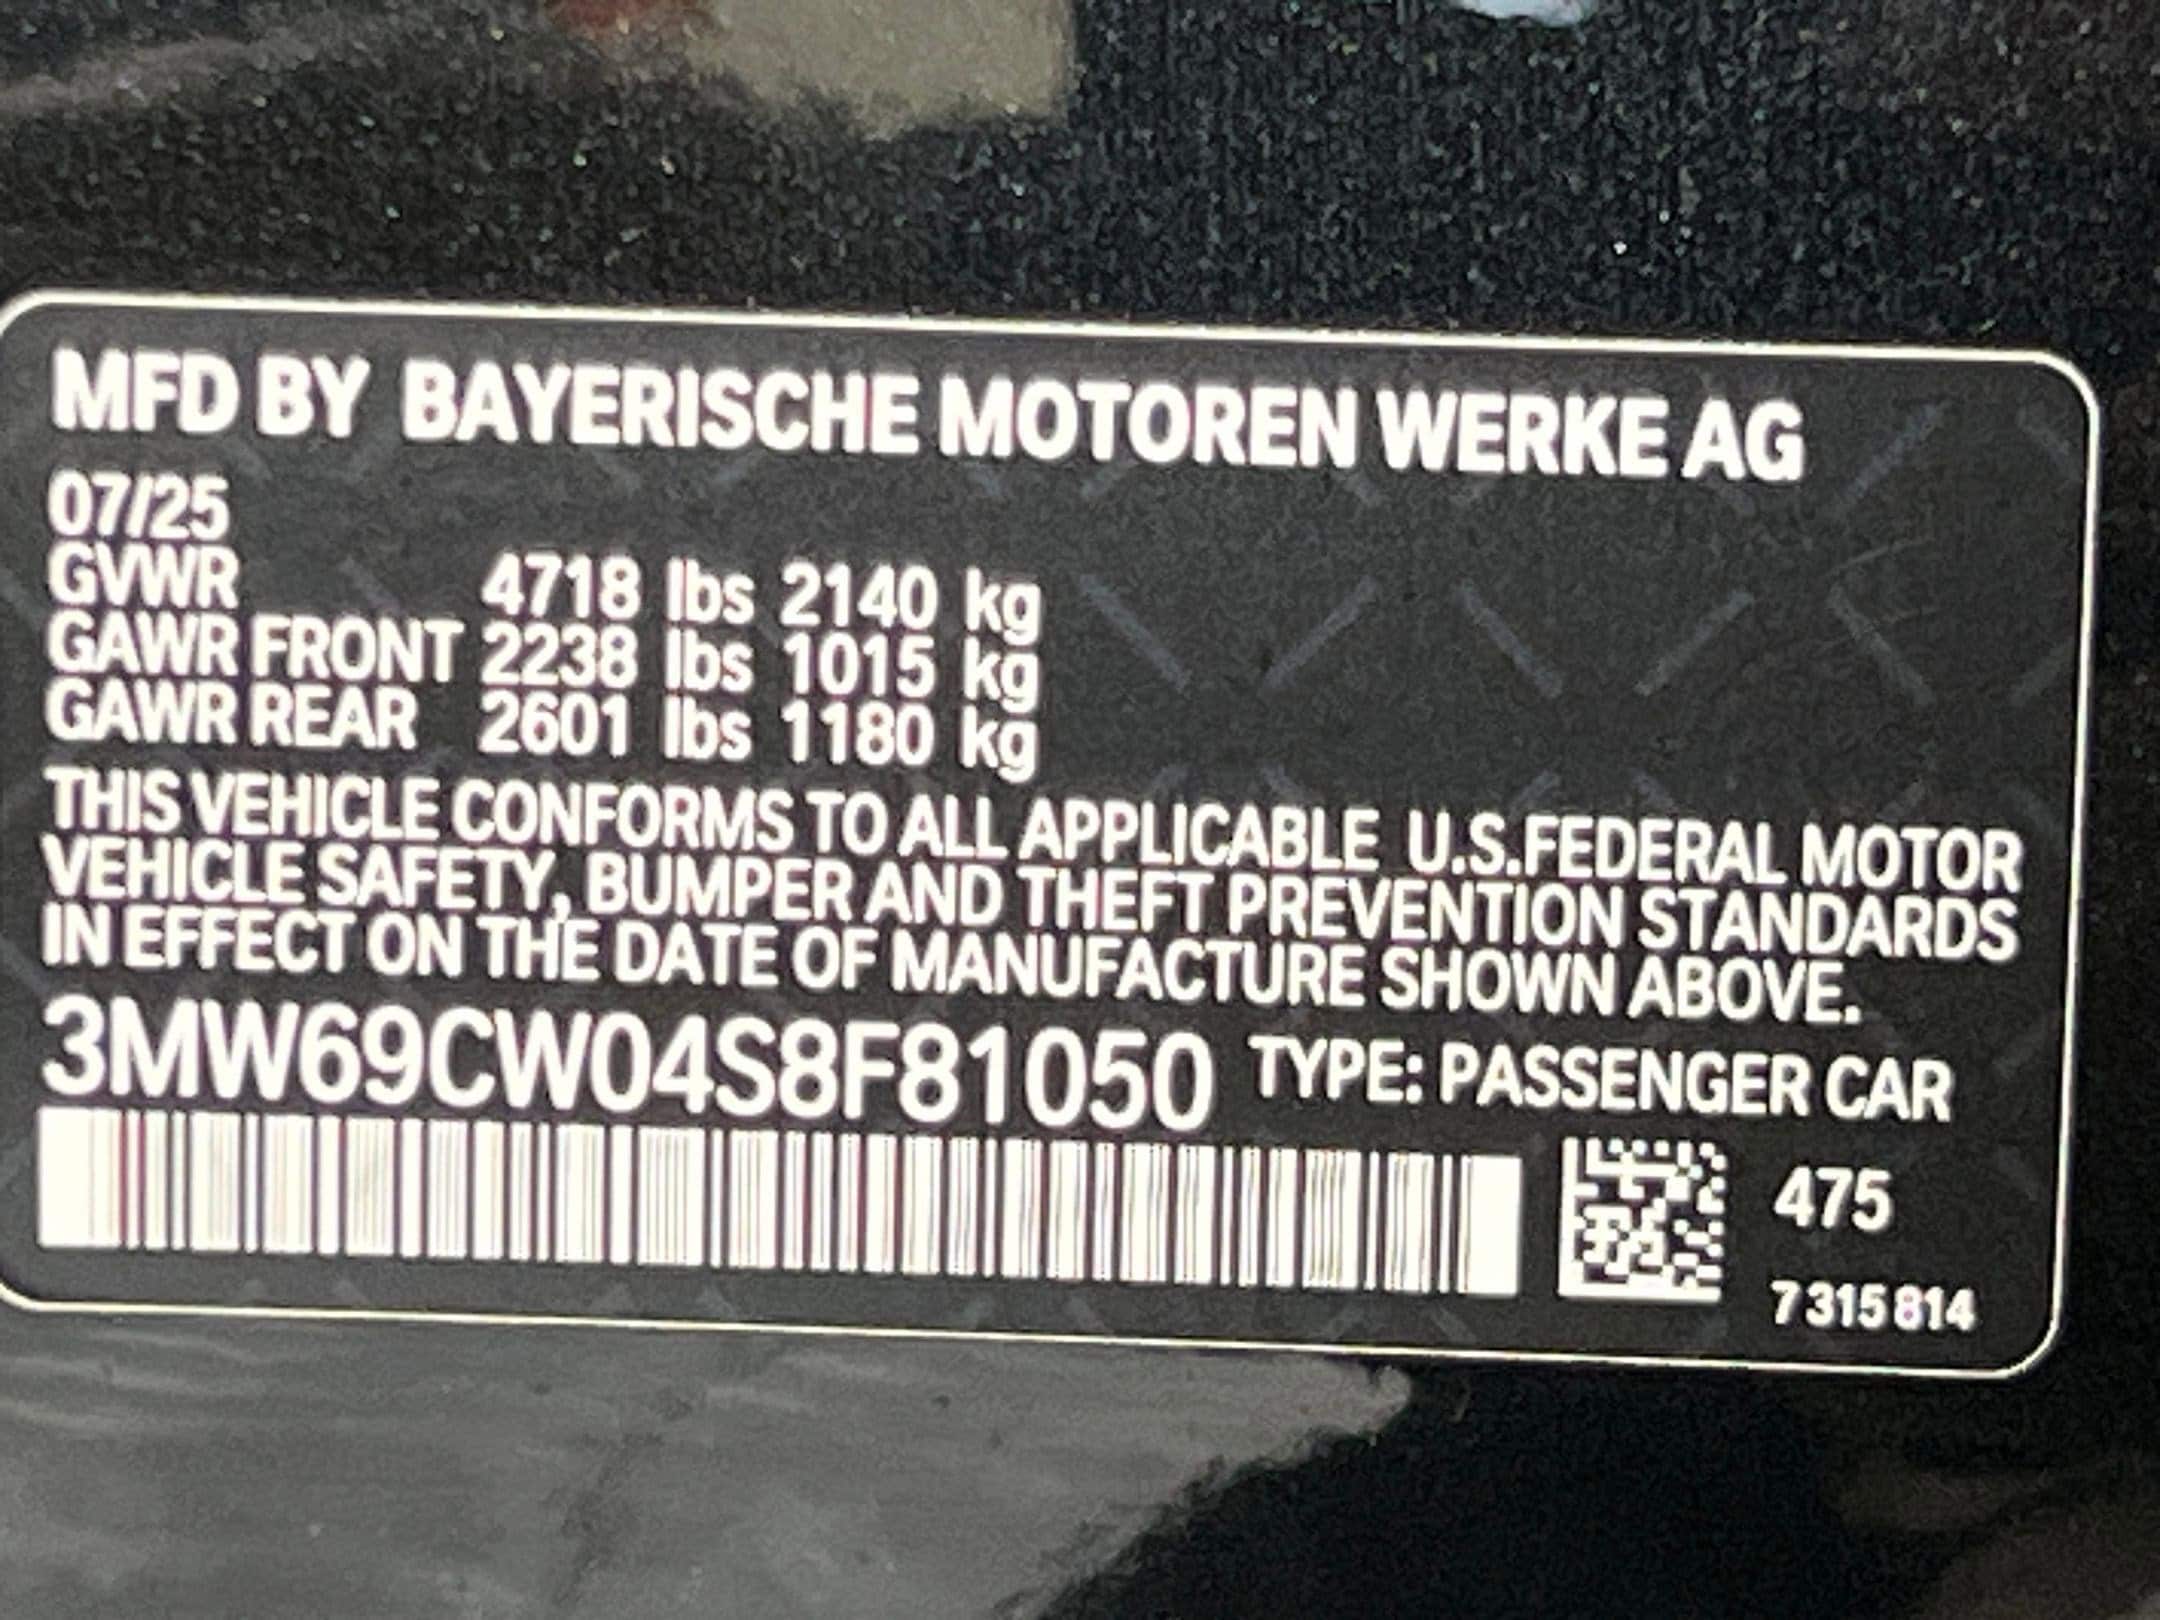 MFD BY BAYERISCHE MOTOREN WERKE AG
07/25
GVWR 4718 lbs 2140 kg
GAWR FRONT 2238 lbs 1015 kg
GAWR REAR 2601 lbs 1180 kg
THIS VEHICLE CONFORMS TO ALL APPLICABLE U.S.FEDERAL MOTOR
VEHICLE SAFETY, BUMPER AND THEFT PREVENTION STANDARDS
IN EFFECT ON THE DATE OF MANUFACTURE SHOWN ABOVE.
3MW69CW04S8F81050 TYPE: PASSENGER CAR
475
7 315 814